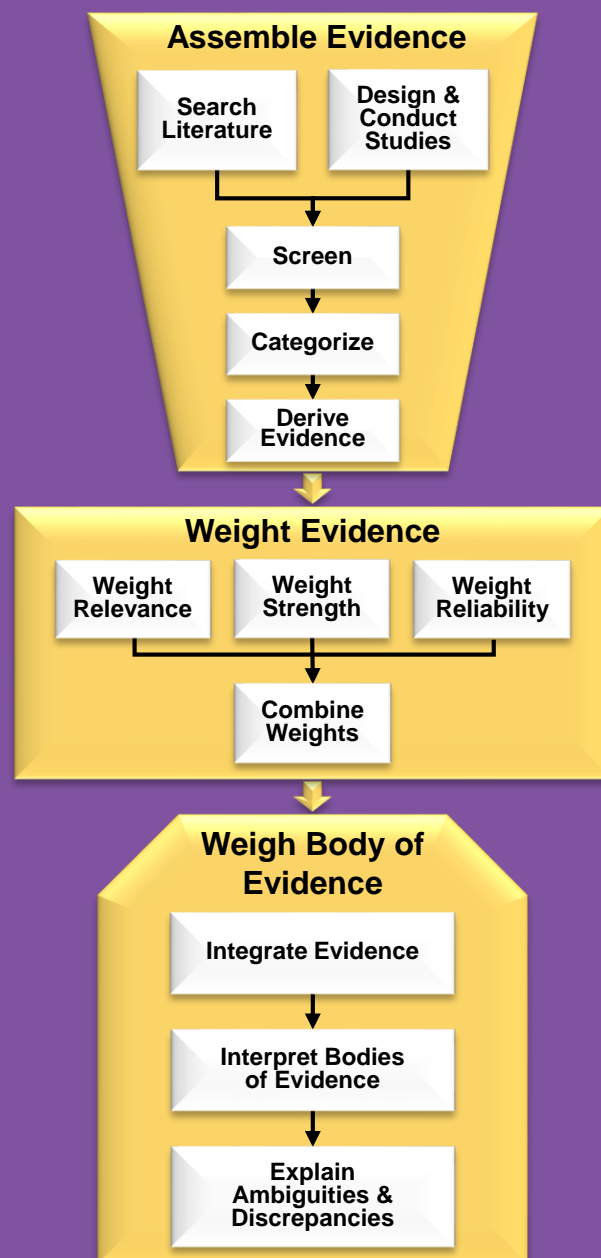 Assemble Evidence
Search
Literature
Design &
Conduct
Studies
Screen
Categorize
Derive
Evidence
Weight Evidence
Weight
Relevance
Weight
Strength
Weight
Reliability
Combine
Weights
Weigh Body of
Evidence
Integrate Evidence
Interpret Bodies
of Evidence
Explain
Ambiguities &
Discrepancies